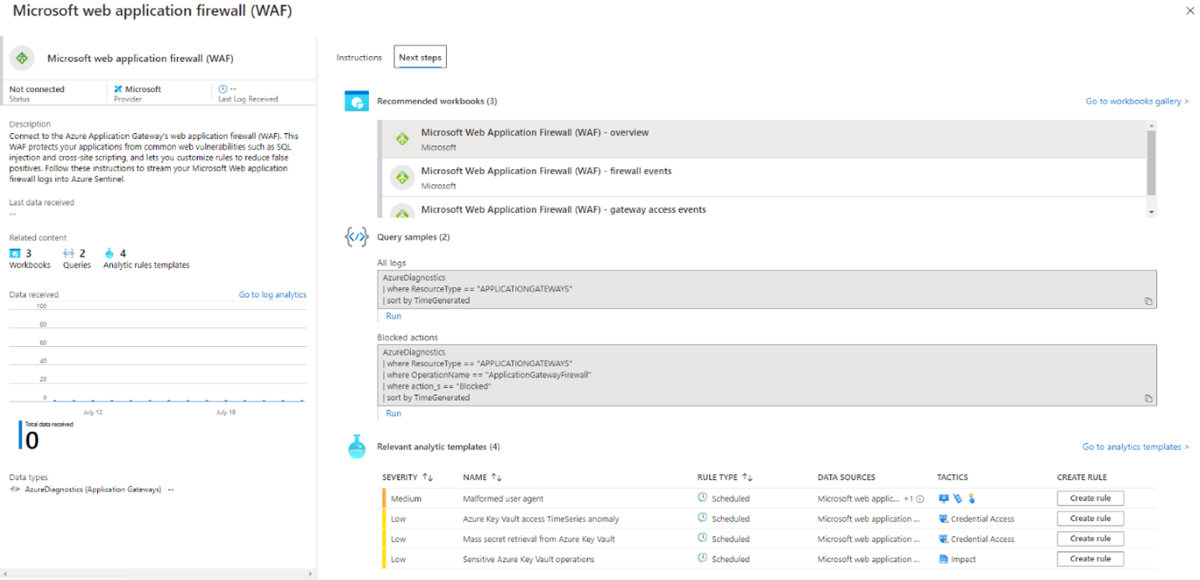 Microsoft web application firewall (WAF)
Microsoft web application firewall (WAF)
Not connected
Status
Microsoft
Provider
--
Last Log Received
Description
Connect to the Azure Application Gateway's web application firewall (WAF). This
WAF protects your applications from common web vulnerabilities such as SQL
injection and cross-site scripting, and lets you customize rules to reduce false
positives. Follow these instructions to stream your Microsoft Web application
firewall logs into Azure Sentinel.
Last data received
--
Related content
3
Workbooks
2
Queries
4
Analytic rules templates
Data received
Go to log analytics
100
80
60
40
20
0
July 12
July 19
Total data received
0
Data types
AzureDiagnostics (Application Gateways) --
Instructions
Next steps
Recommended workbooks (3)
Go to workbooks gallery >
Microsoft Web Application Firewall (WAF) - overview
Microsoft
Microsoft Web Application Firewall (WAF) - firewall events
Microsoft
Microsoft Web Application Firewall (WAF) - gateway access events
Query samples (2)
All logs
AzureDiagnostics
| where ResourceType == "APPLICATIONGATEWAYS"
| sort by TimeGenerated
Run
Blocked actions
AzureDiagnostics
| where ResourceType == "APPLICATIONGATEWAYS"
| where OperationName == "ApplicationGatewayFirewall"
| where action_s == "Blocked"
| sort by TimeGenerated
Run
Relevant analytic templates (4)
Go to analytics templates >
SEVERITY ↑↓ NAME ↑↓ RULE TYPE ↑↓ DATA SOURCES TACTICS CREATE RULE
Medium Malformed user agent Scheduled Microsoft web applic... +1 Create rule
Low Azure Key Vault access TimeSeries anomaly Scheduled Microsoft web application ... Credential Access Create rule
Low Mass secret retrieval from Azure Key Vault Scheduled Microsoft web application ... Credential Access Create rule
Low Sensitive Azure Key Vault operations Scheduled Microsoft web application ... Impact Create rule